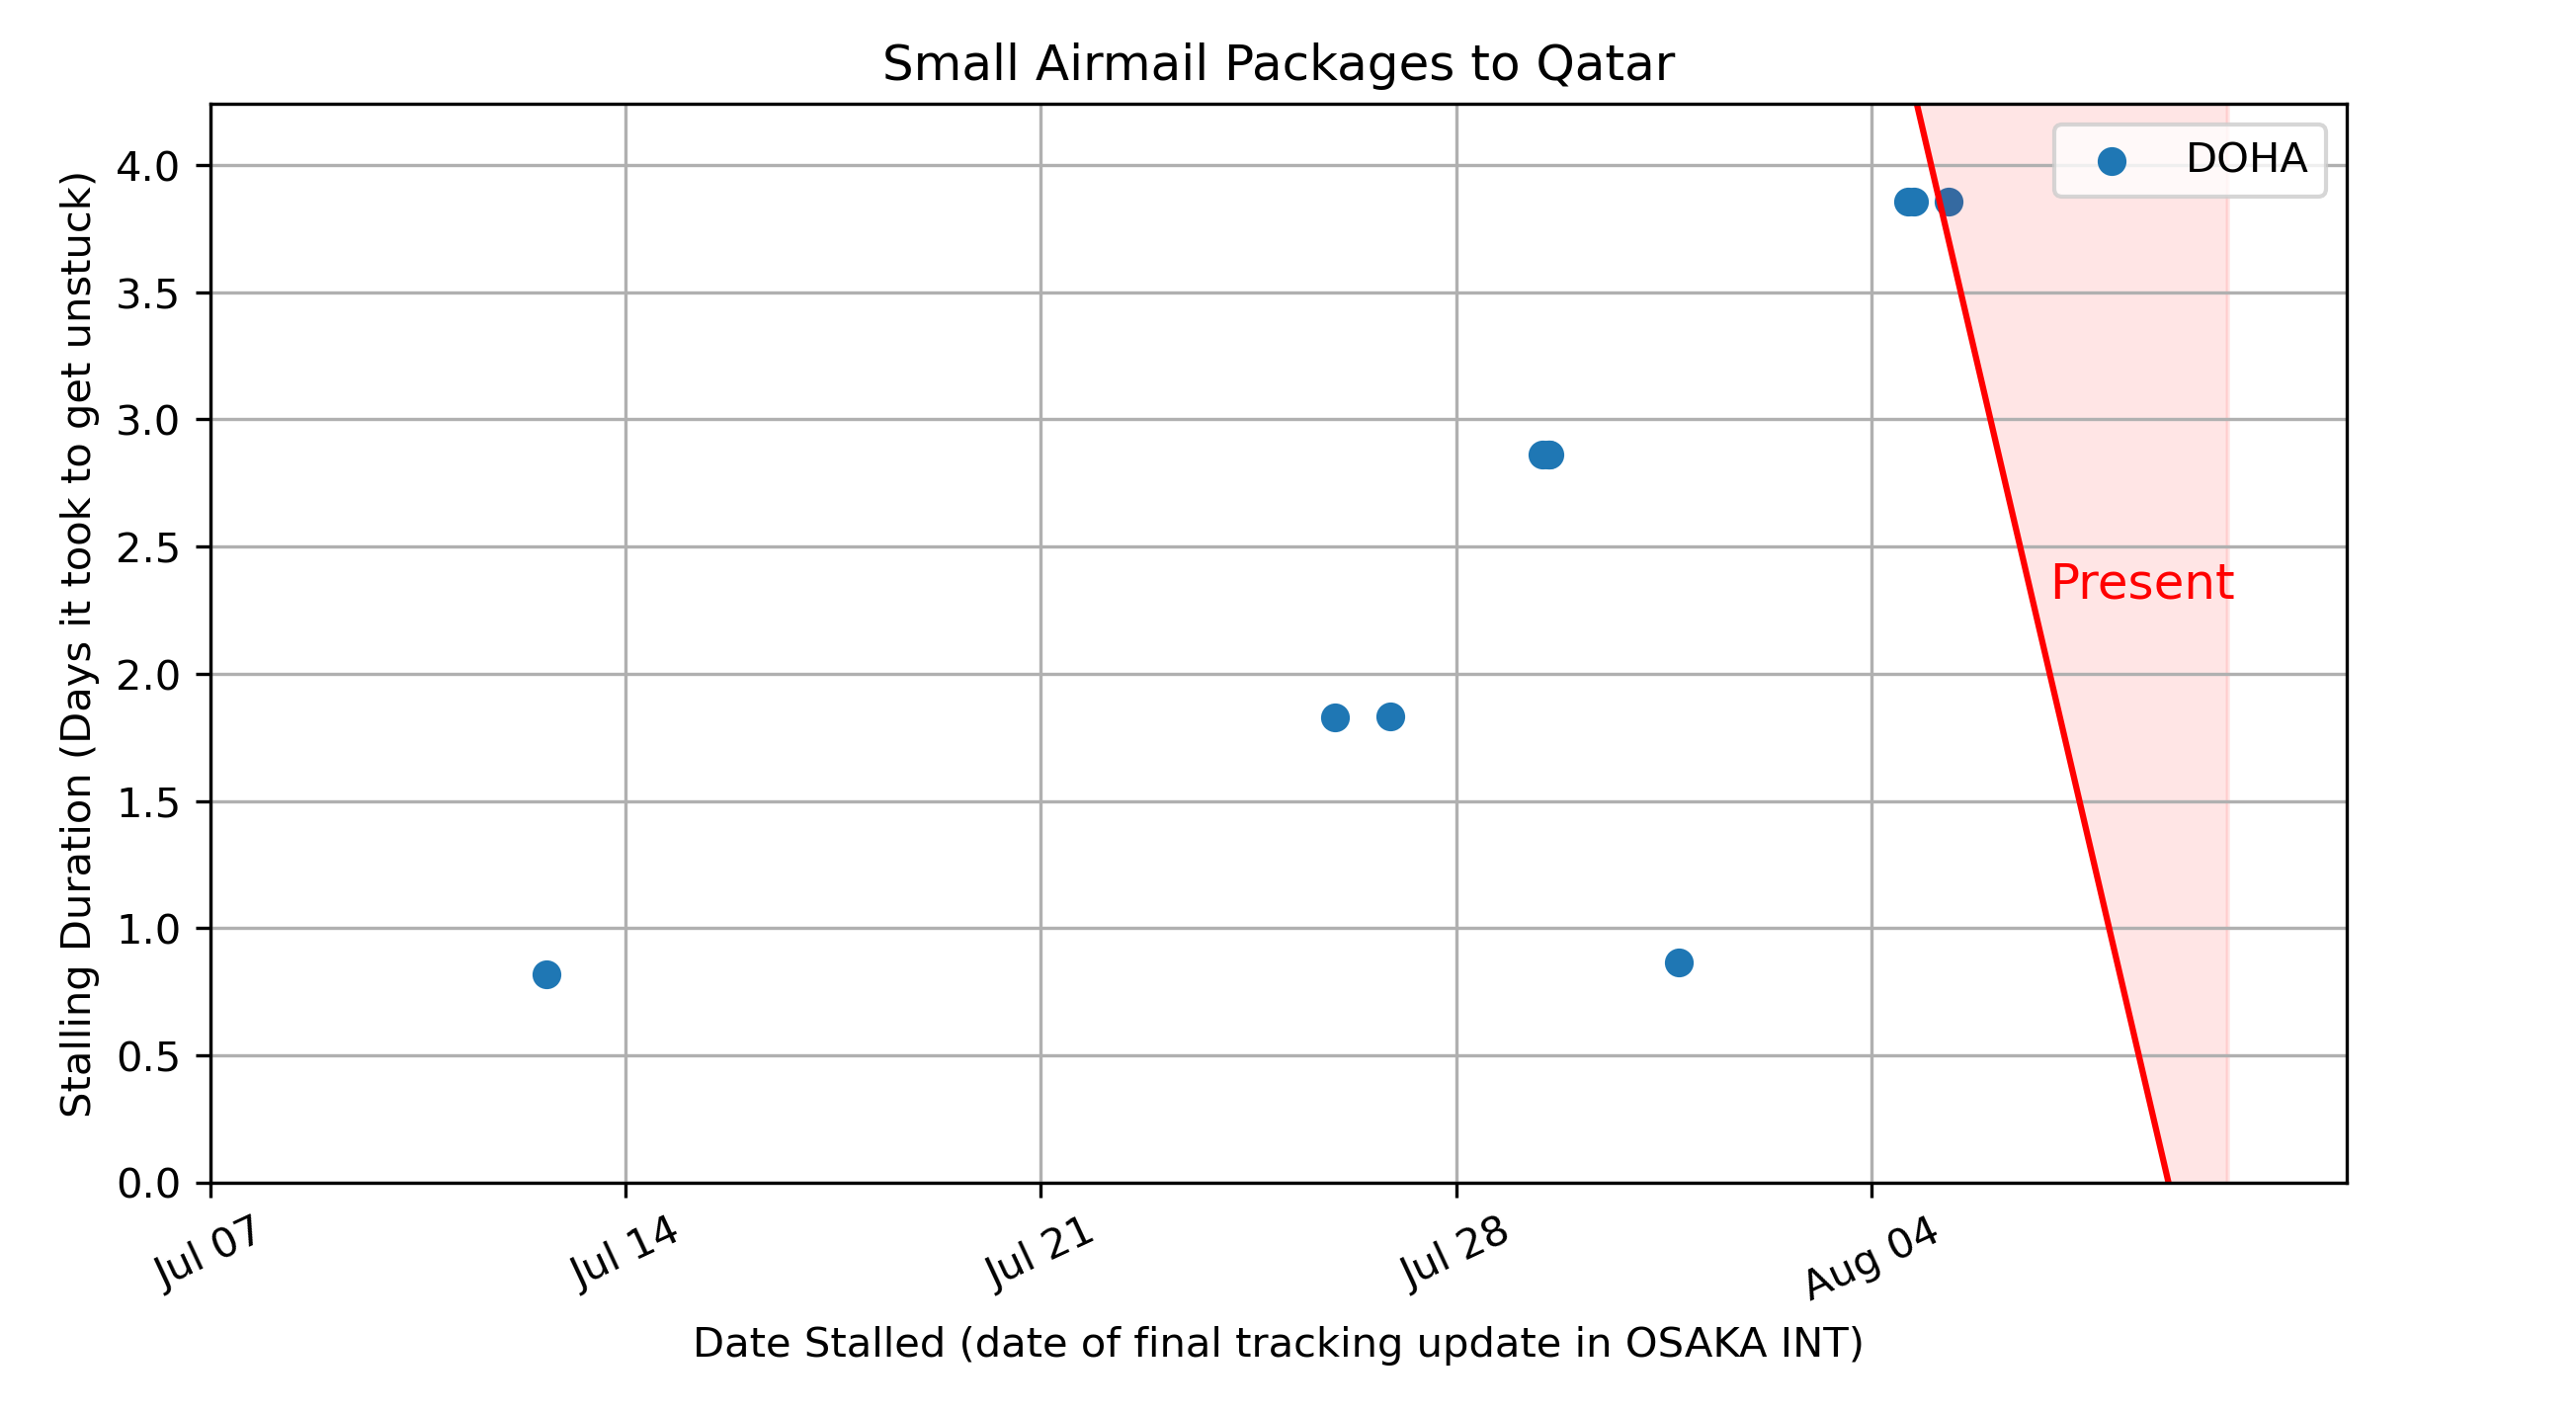 Small Airmail Packages to Qatar
DOHA
Present
Stalling Duration (Days it took to get unstuck)
4.0
3.5
3.0
2.5
2.0
1.5
1.0
0.5
0.0
Jul 07
Jul 14
Jul 21
Jul 28
Aug 04
Date Stalled (date of final tracking update in OSAKA INT)